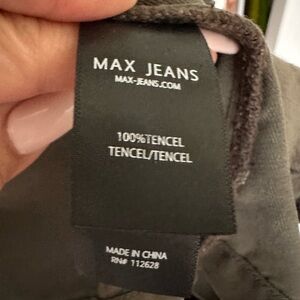 MAX JEANS
MAX-JEANS.COM
100%TENCEL
TENCEL/TENCEL
MADE IN CHINA
RN# 112628